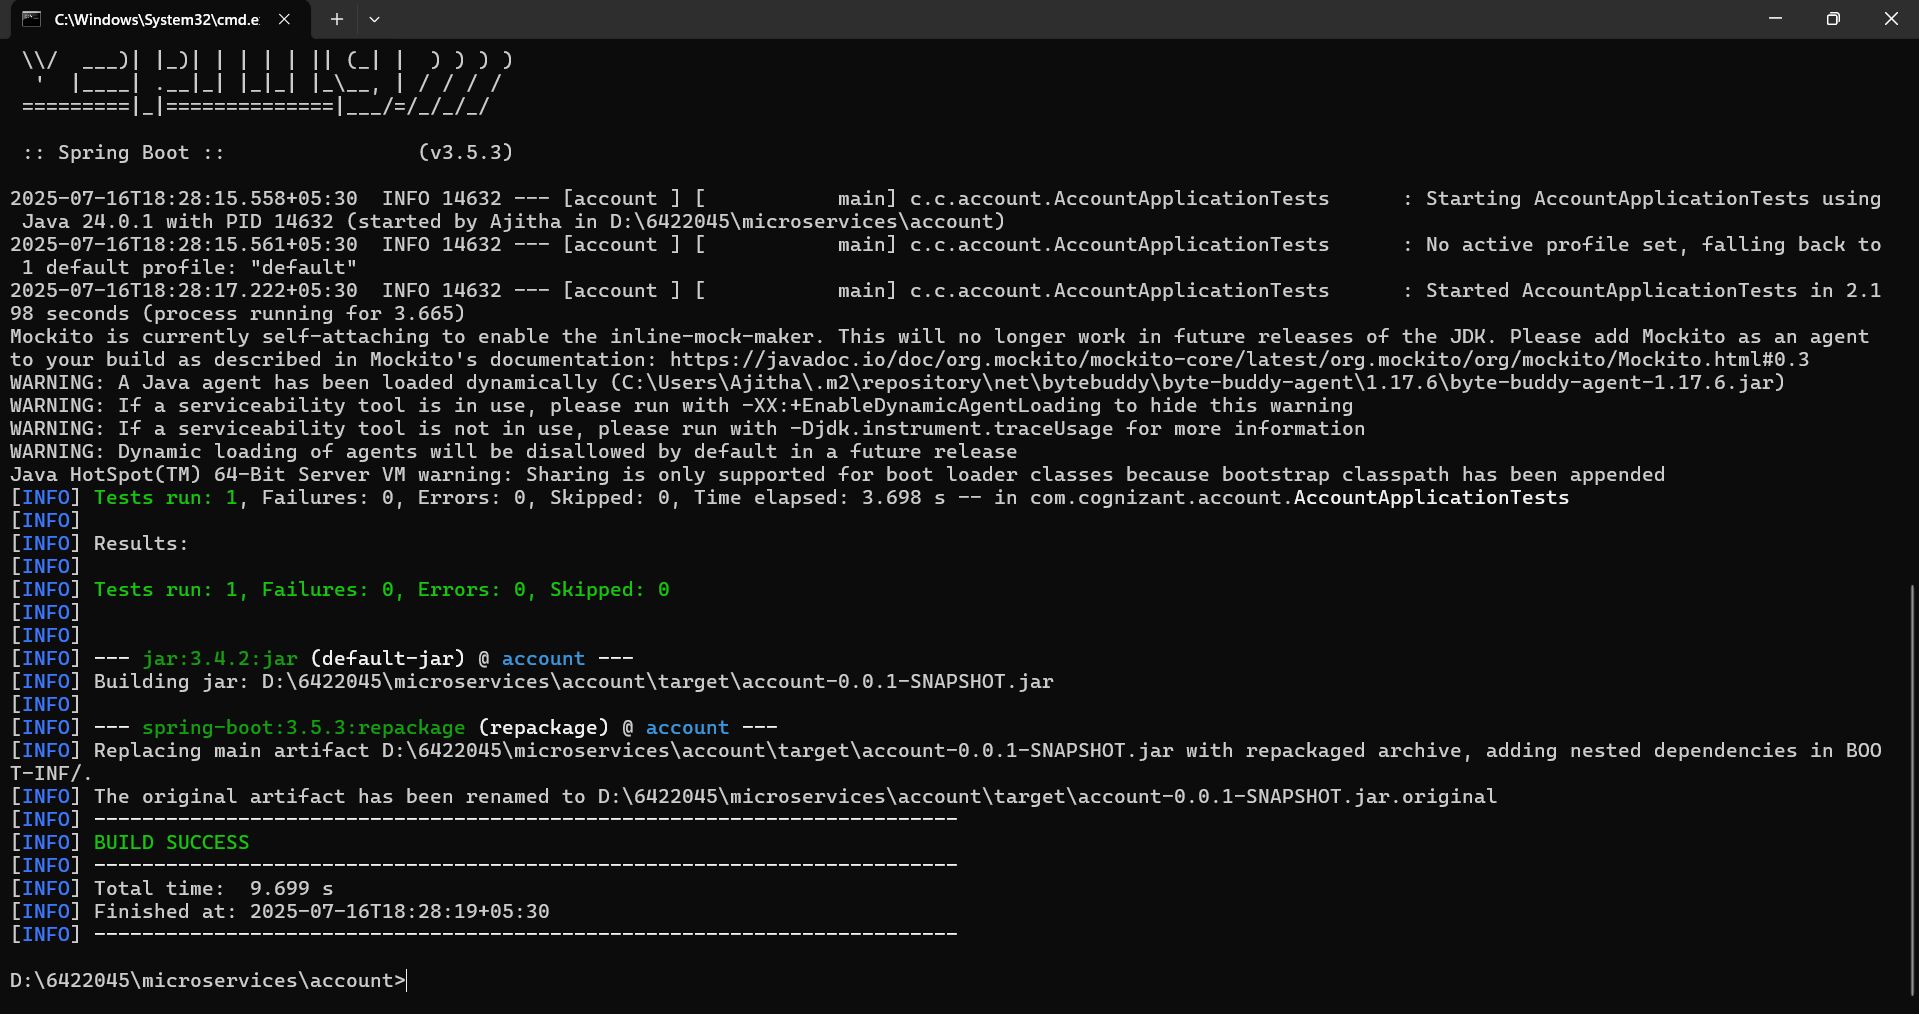 C:\Windows\System32\cmd.e
 \\/  ___)| |_)| | | | | || (_| |  ) ) ) )
  '  |____| .__|_| |_|_| |_\__, | / / / /
 =========|_|==============|___/=/_/_/_/
 :: Spring Boot ::                (v3.5.3)
2025-07-16T18:28:15.558+05:30  INFO 14632 --- [account ] [           main] c.c.account.AccountApplicationTests      : Starting AccountApplicationTests using
 Java 24.0.1 with PID 14632 (started by Ajitha in D:\6422045\microservices\account)
2025-07-16T18:28:15.561+05:30  INFO 14632 --- [account ] [           main] c.c.account.AccountApplicationTests      : No active profile set, falling back to
 1 default profile: "default"
2025-07-16T18:28:17.222+05:30  INFO 14632 --- [account ] [           main] c.c.account.AccountApplicationTests      : Started AccountApplicationTests in 2.1
98 seconds (process running for 3.665)
Mockito is currently self-attaching to enable the inline-mock-maker. This will no longer work in future releases of the JDK. Please add Mockito as an agent
to your build as described in Mockito's documentation: https://javadoc.io/doc/org.mockito/mockito-core/latest/org.mockito/org/mockito/Mockito.html#0.3
WARNING: A Java agent has been loaded dynamically (C:\Users\Ajitha\.m2\repository\net\bytebuddy\byte-buddy-agent\1.17.6\byte-buddy-agent-1.17.6.jar)
WARNING: If a serviceability tool is in use, please run with -XX:+EnableDynamicAgentLoading to hide this warning
WARNING: If a serviceability tool is not in use, please run with -Djdk.instrument.traceUsage for more information
WARNING: Dynamic loading of agents will be disallowed by default in a future release
Java HotSpot(TM) 64-Bit Server VM warning: Sharing is only supported for boot loader classes because bootstrap classpath has been appended
[INFO] Tests run: 1, Failures: 0, Errors: 0, Skipped: 0, Time elapsed: 3.698 s -- in com.cognizant.account.AccountApplicationTests
[INFO]
[INFO] Results:
[INFO]
[INFO] Tests run: 1, Failures: 0, Errors: 0, Skipped: 0
[INFO]
[INFO]
[INFO] --- jar:3.4.2:jar (default-jar) @ account ---
[INFO] Building jar: D:\6422045\microservices\account\target\account-0.0.1-SNAPSHOT.jar
[INFO]
[INFO] --- spring-boot:3.5.3:repackage (repackage) @ account ---
[INFO] Replacing main artifact D:\6422045\microservices\account\target\account-0.0.1-SNAPSHOT.jar with repackaged archive, adding nested dependencies in BOO
T-INF/.
[INFO] The original artifact has been renamed to D:\6422045\microservices\account\target\account-0.0.1-SNAPSHOT.jar.original
[INFO] ------------------------------------------------------------------------
[INFO] BUILD SUCCESS
[INFO] ------------------------------------------------------------------------
[INFO] Total time:  9.699 s
[INFO] Finished at: 2025-07-16T18:28:19+05:30
[INFO] ------------------------------------------------------------------------
D:\6422045\microservices\account>